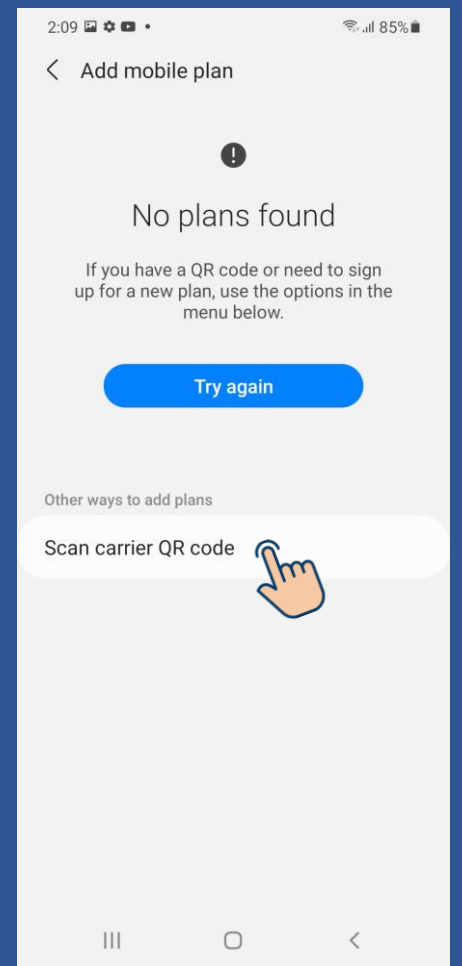 2:09 85%
Add mobile plan
No plans found
If you have a QR code or need to sign
up for a new plan, use the options in the
menu below.
Try again
Other ways to add plans
Scan carrier QR code